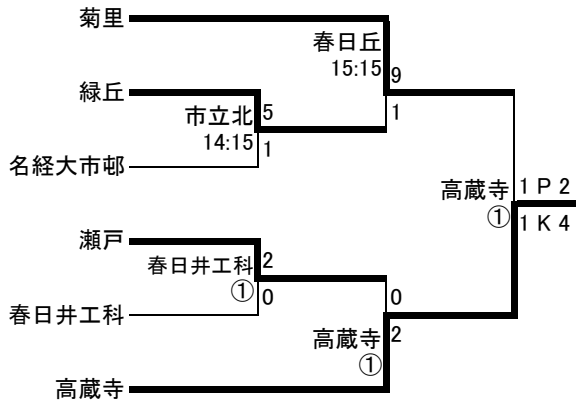 菊里
春日丘
15:15
9
緑丘
1
市立北
14:15
5
1
名経大市邨
高蔵寺
①
1 P 2
1 K 4
瀬戸
春日井工科
①
2
0
春日井工科
0
高蔵寺
①
2
高蔵寺